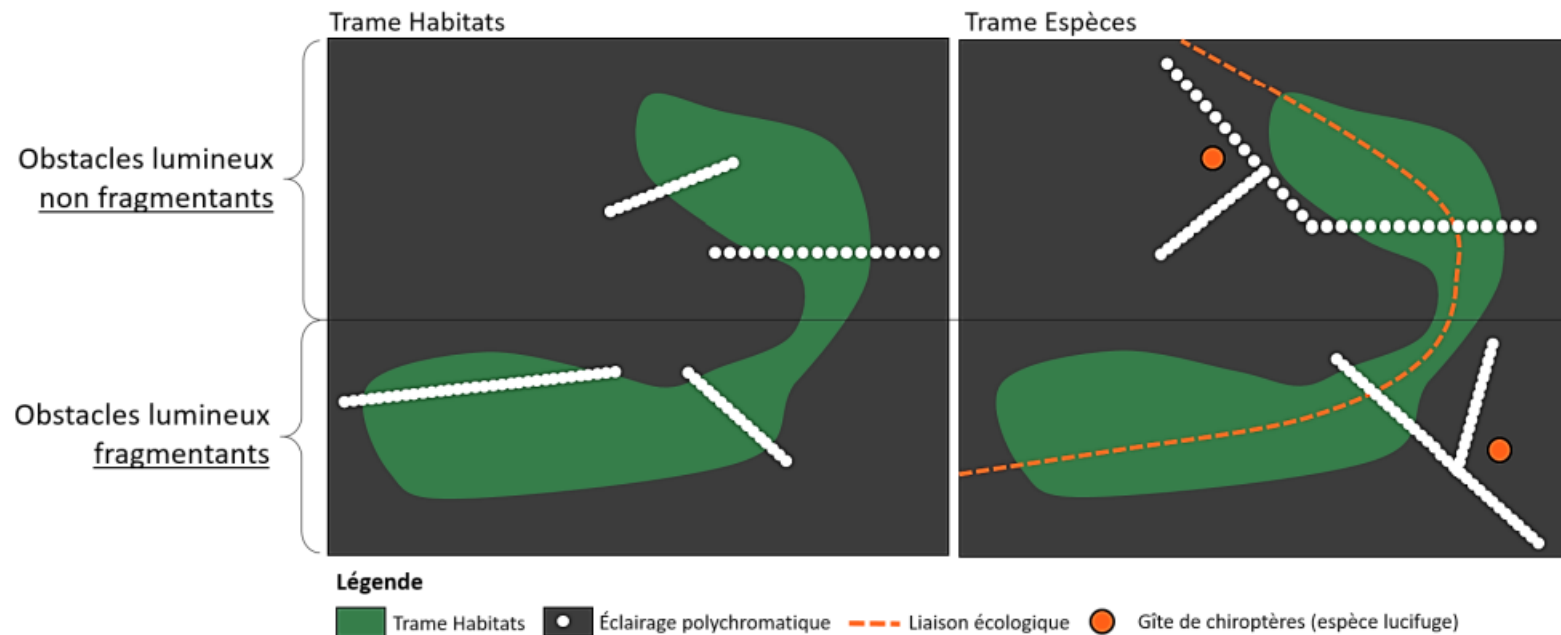 Trame Habitats
Trame Espèces
Obstacles lumineux
non fragmentants
Obstacles lumineux
fragmentants
Légende
Trame Habitats
Éclairage polychromatique
Liaison écologique
Gîte de chiroptères (espèce lucifuge)